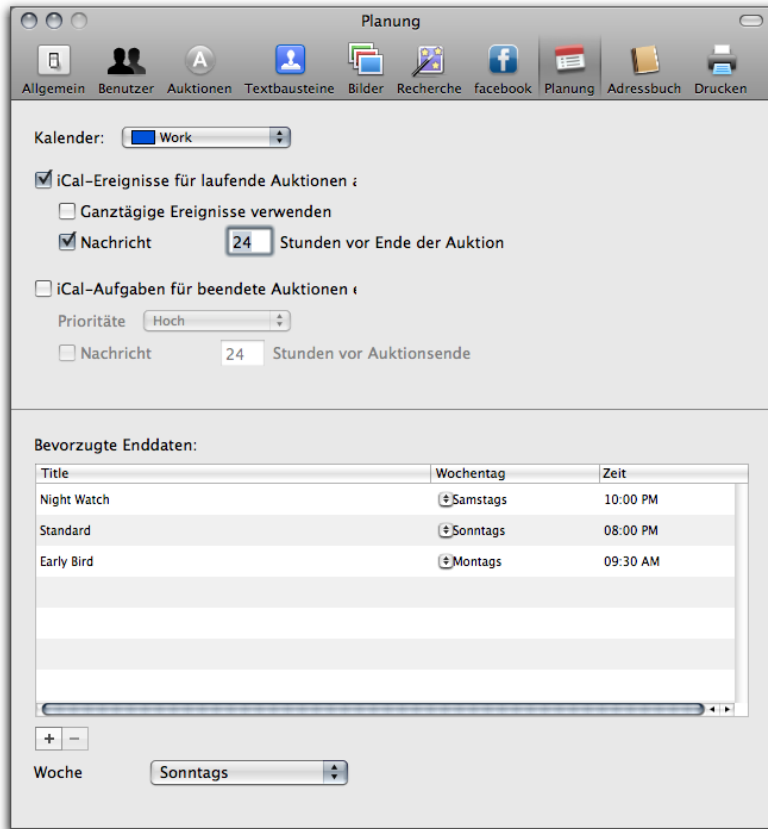 Planung
Allgemein Benutzer Auktionen Textbausteine Bilder Recherche facebook Planung Adressbuch Drucken
Kalender: Work
iCal-Ereignisse für laufende Auktionen a
Ganztägige Ereignisse verwenden
Nachricht 24 Stunden vor Ende der Auktion
iCal-Aufgaben für beendete Auktionen e
Prioritäte Hoch
Nachricht 24 Stunden vor Auktionsende
Bevorzugte Enddaten:
Title Wochentag Zeit
Night Watch Samstags 10:00 PM
Standard Sonntags 08:00 PM
Early Bird Montags 09:30 AM
Woche Sonntags